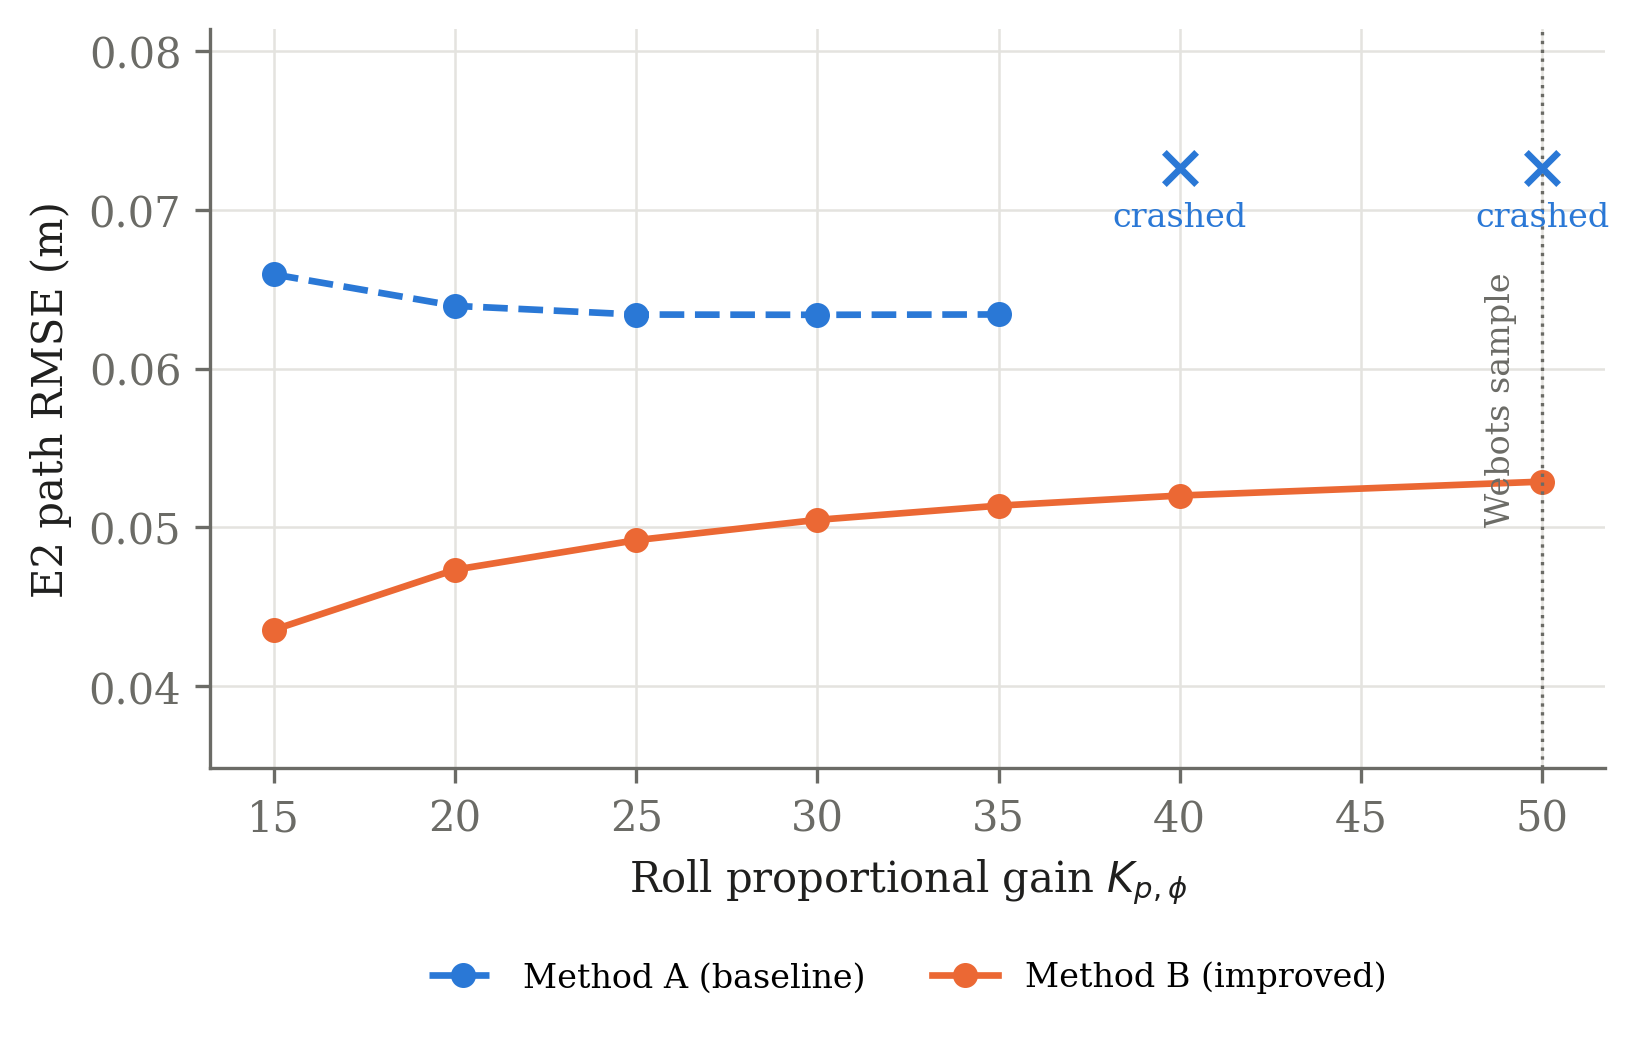 0.08
0.07
0.06
0.05
0.04
E2 path RMSE (m)
crashed
crashed
Webots sample
15 20 25 30 35 40 45 50
Roll proportional gain $K_{p,\phi}$
Method A (baseline) Method B (improved)